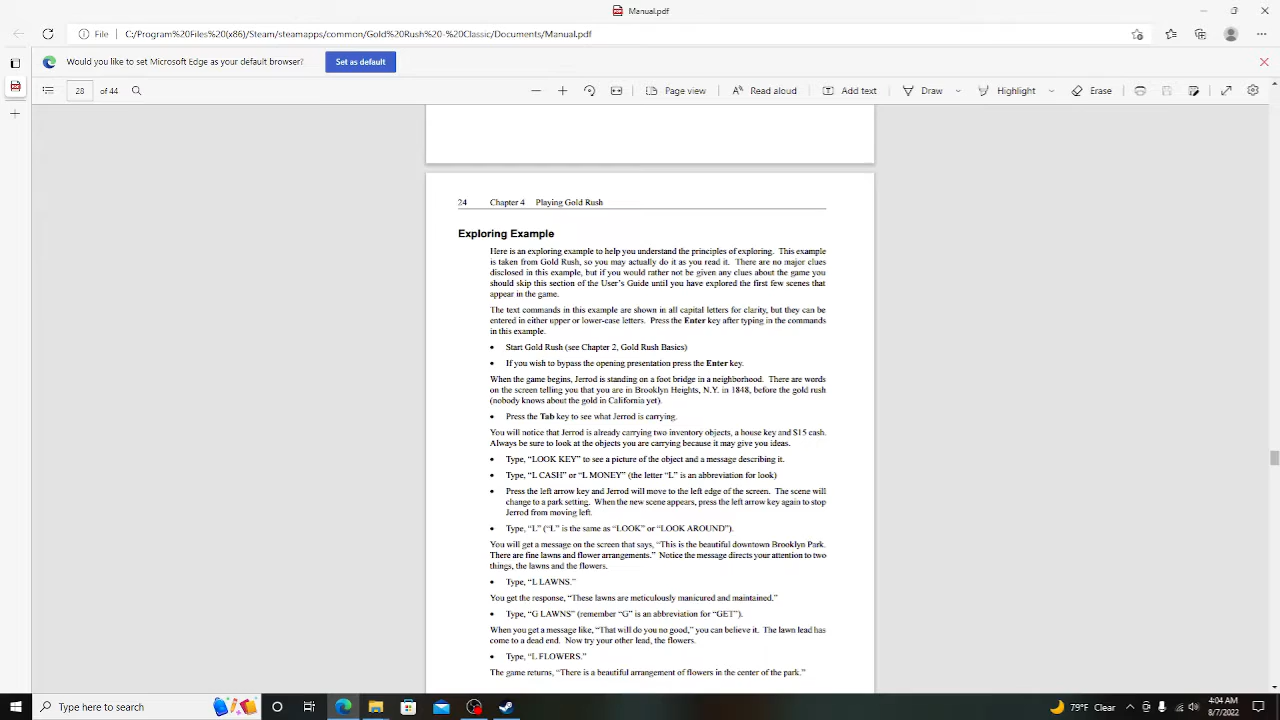 Manual.pdf
File C:/Program%20Files%20(x86)/Steam/steamapps/common/Gold%20Rush%20-%20Classic/Documents/Manual.pdf
Would you like to set Microsoft Edge as your default browser? Set as default
28 of 44 Page view Read aloud Add text Draw Highlight Erase
24 Chapter 4 Playing Gold Rush
Exploring Example
Here is an exploring example to help you understand the principles of exploring. This example
is taken from Gold Rush, so you may actually do it as you read it. There are no major clues
disclosed in this example, but if you would rather not be given any clues about the game you
should skip this section of the User's Guide until you have explored the first few scenes that
appear in the game.
The text commands in this example are shown in all capital letters for clarity, but they can be
entered in either upper or lower-case letters. Press the Enter key after typing in the commands
in this example.
• Start Gold Rush (see Chapter 2, Gold Rush Basics)
• If you wish to bypass the opening presentation press the Enter key.
When the game begins, Jerrod is standing on a foot bridge in a neighborhood. There are words
on the screen telling you that you are in Brooklyn Heights, N.Y. in 1848, before the gold rush
(nobody knows about the gold in California yet).
• Press the Tab key to see what Jerrod is carrying.
You will notice that Jerrod is already carrying two inventory objects, a house key and $15 cash.
Always be sure to look at the objects you are carrying because it may give you ideas.
• Type, "LOOK KEY" to see a picture of the object and a message describing it.
• Type, "L CASH" or "L MONEY" (the letter "L" is an abbreviation for look)
• Press the left arrow key and Jerrod will move to the left edge of the screen. The scene will
change to a park setting. When the new scene appears, press the left arrow key again to stop
Jerrod from moving left.
• Type, "L" ("L" is the same as "LOOK" or "LOOK AROUND").
You will get a message on the screen that says, "This is the beautiful downtown Brooklyn Park.
There are fine lawns and flower arrangements." Notice the message directs your attention to two
things, the lawns and the flowers.
• Type, "L LAWNS."
You get the response, "These lawns are meticulously manicured and maintained."
• Type, "G LAWNS" (remember "G" is an abbreviation for "GET").
When you get a message like, "That will do you no good," you can believe it. The lawn lead has
come to a dead end. Now try your other lead, the flowers.
• Type, "L FLOWERS."
The game returns, "There is a beautiful arrangement of flowers in the center of the park."
Type here to search
79°F Clear
4:04 AM
8/7/2022